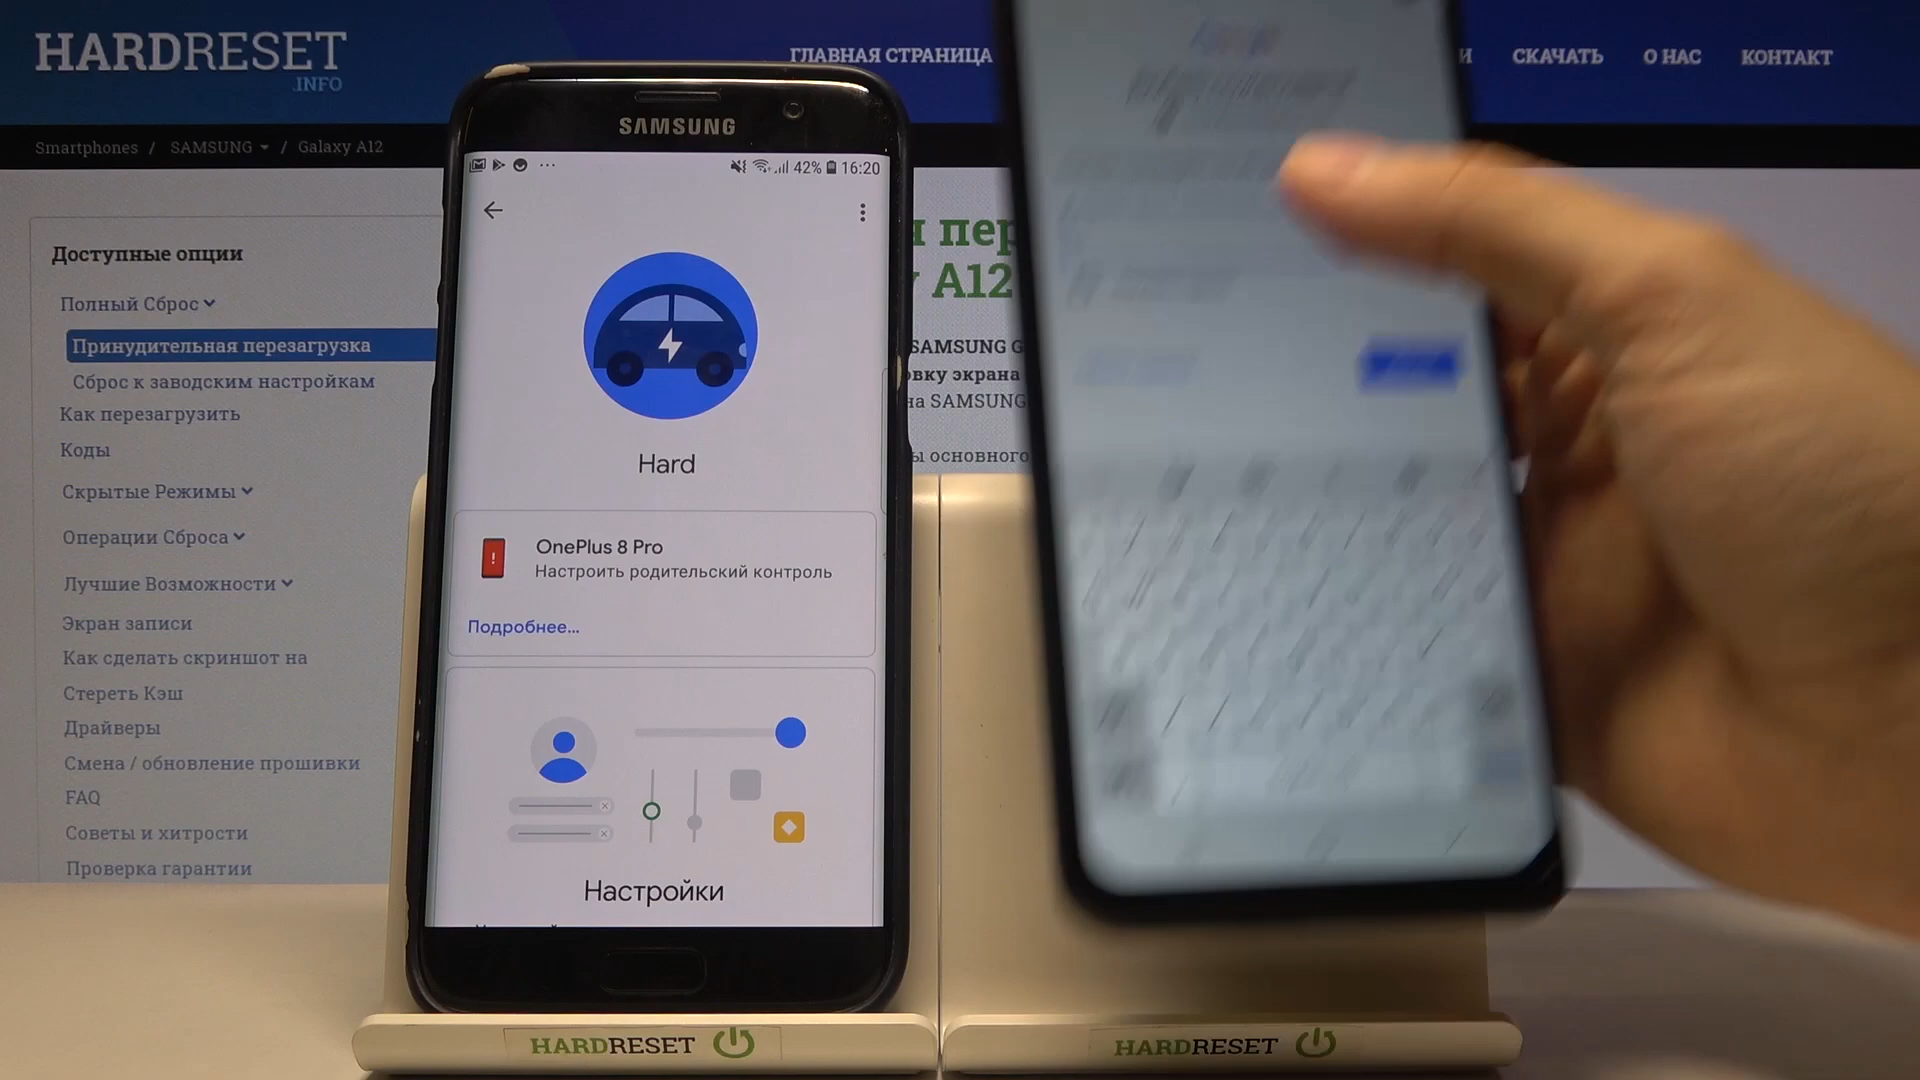 HARDRESET
.INFO
ГЛАВНАЯ СТРАНИЦА
И
СКАЧАТЬ
О НАС
КОНТАКТ
Smartphones / SAMSUNG / Galaxy A12
Доступные опции
Полный Сброс
Принудительная перезагрузка
Сброс к заводским настройкам
Как перезагрузить
Коды
Скрытые Режимы
Операции Сброса
Лучшие Возможности
Экран записи
Как сделать скриншот на
Стереть Кэш
Драйверы
Смена / обновление прошивки
FAQ
Советы и хитрости
Проверка гарантии
SAMSUNG
42% 16:20
Hard
OnePlus 8 Pro
Настроить родительский контроль
Подробнее...
Настройки
я пер
y A12
SAMSUNG G
овку экрана
на SAMSUNG
ы основного
HARDRESET
HARDRESET